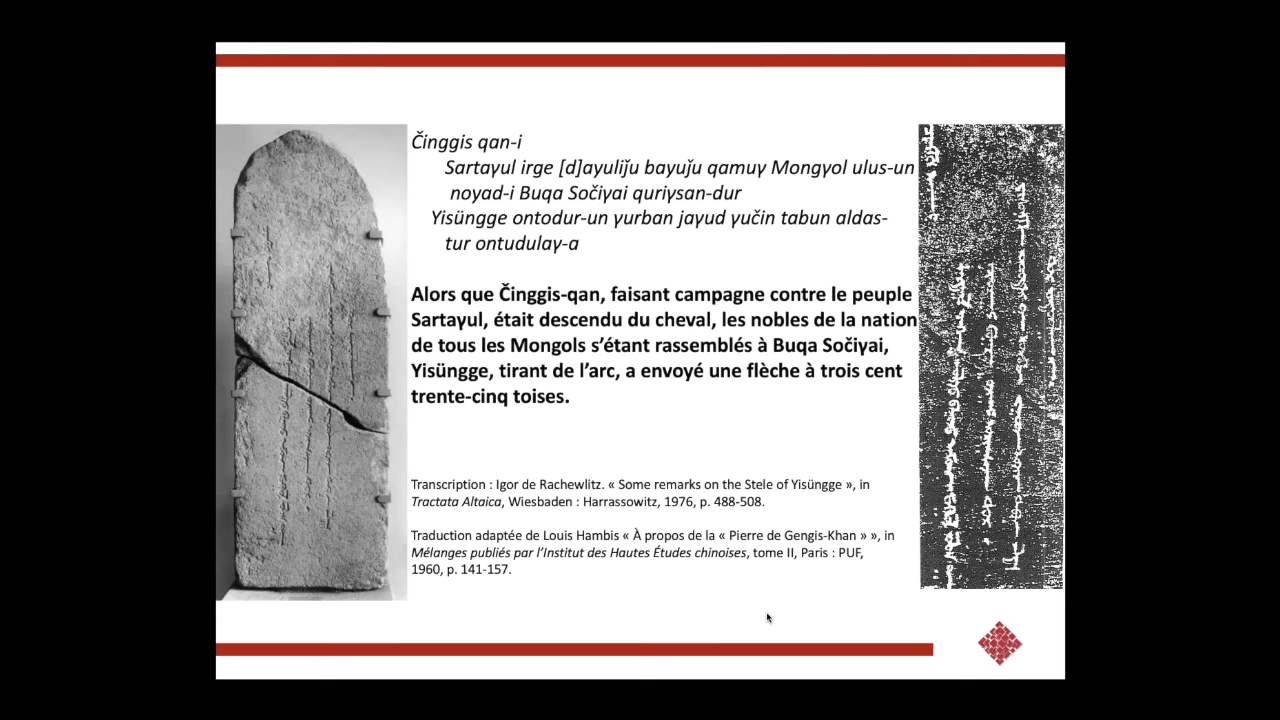 Činggis qan-i
Sartaγul irge [d]aγuliǰu baγuǰu qamuγ Mongγol ulus-un
noyad-i Buqa Sočiγai quriγsan-dur
Yisüngge ontodur-un γurban ǰaγud γučin tabun aldas-
tur ontudulaγ-a
Alors que Činggis-qan, faisant campagne contre le peuple
Sartaγul, était descendu du cheval, les nobles de la nation
de tous les Mongols s’étant rassemblés à Buqa Sočiγai,
Yisüngge, tirant de l’arc, a envoyé une flèche à trois cent
trente-cinq toises.
Transcription : Igor de Rachewlitz. « Some remarks on the Stele of Yisüngge », in
Tractata Altaica, Wiesbaden : Harrassowitz, 1976, p. 488-508.
Traduction adaptée de Louis Hambis « À propos de la « Pierre de Gengis-Khan » », in
Mélanges publiés par l’Institut des Hautes Études chinoises, tome II, Paris : PUF,
1960, p. 141-157.